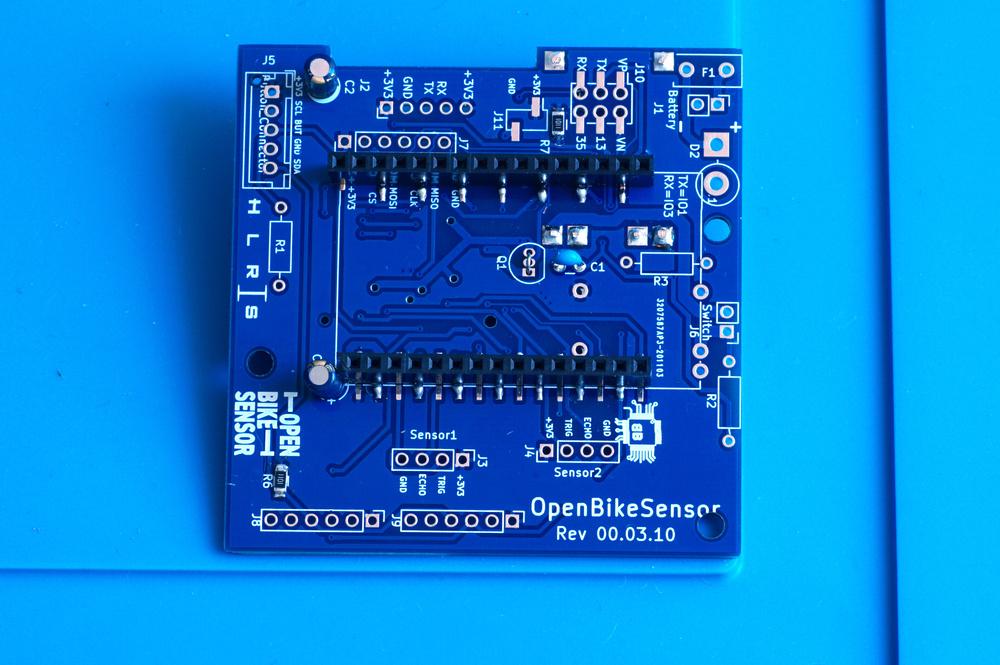 J5
+3V3 SCL BUT GND SDA
C2
J2
+3V3
GND
TX
RX
+3V3
GND
+3V3
J11
R7
RX
TX
VP
J10
35
13
VN
F1
J1
Battery
-
+
D2
J7
+3V3
CS
MOSI
CLK
MISO
GND
TX=IO1
RX=IO3
H
L
R
S
R1
Q1
C1
R3
3207587AP3-201103
Switch
J6
R2
OPEN
BIKE
SENSOR
R6
Sensor1
J3
GND
ECHO
TRIG
+3V3
J4
+3V3
TRIG
ECHO
GND
Sensor2
J8
J9
OpenBikeSensor
Rev 00.03.10